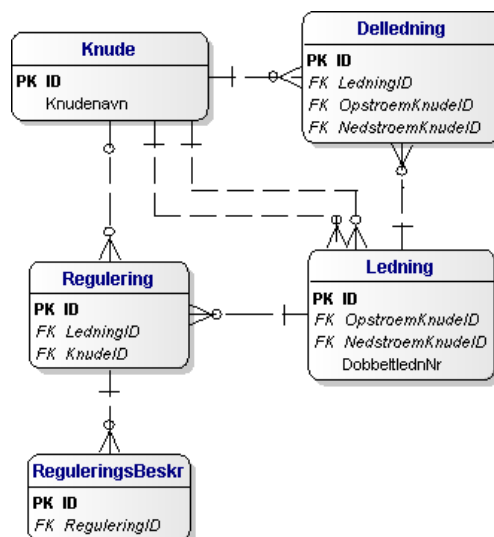 Knude
PK ID
Knudenavn
Delledning
PK ID
FK LedningID
FK OpstroemKnudeID
FK NedstroemKnudeID
Regulering
PK ID
FK LedningID
FK KnudeID
Ledning
PK ID
FK OpstroemKnudeID
FK NedstroemKnudeID
DobbeltlednNr
ReguleringsBeskr
PK ID
FK ReguleringID